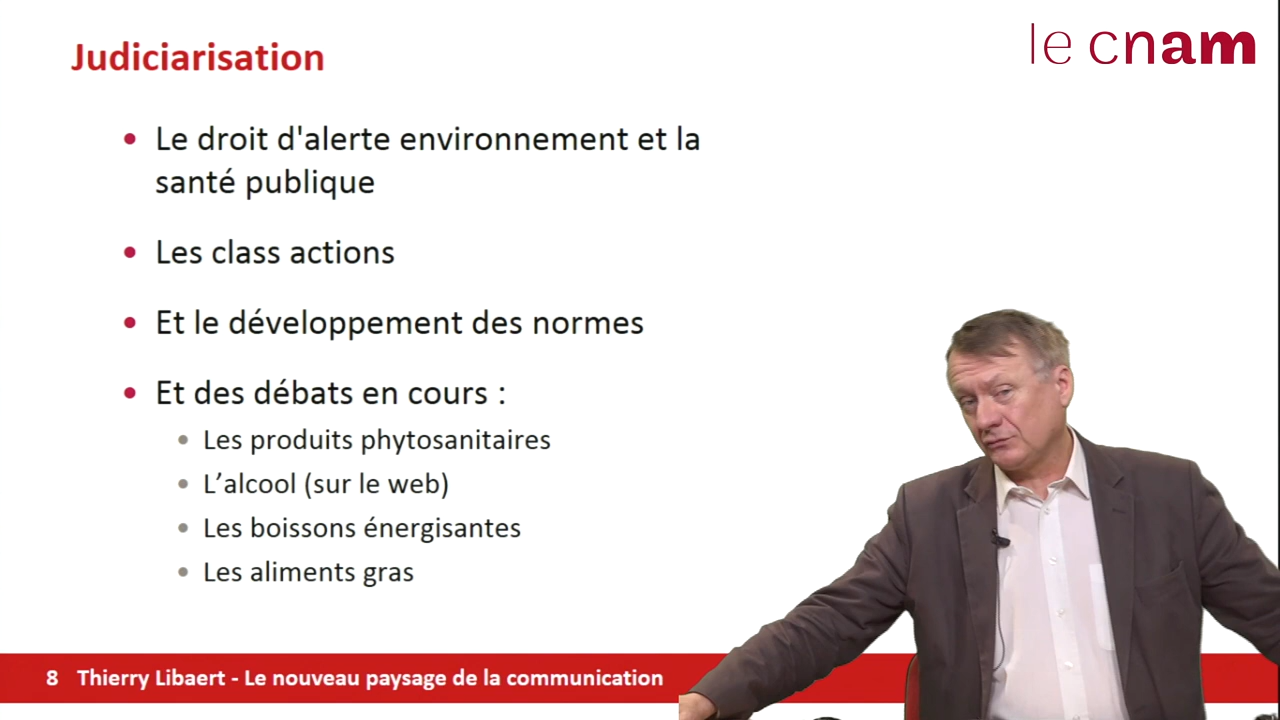 Judiciarisation
le cnam
• Le droit d'alerte environnement et la
santé publique
• Les class actions
• Et le développement des normes
• Et des débats en cours :
• Les produits phytosanitaires
• L’alcool (sur le web)
• Les boissons énergisantes
• Les aliments gras
8 Thierry Libaert - Le nouveau paysage de la communication